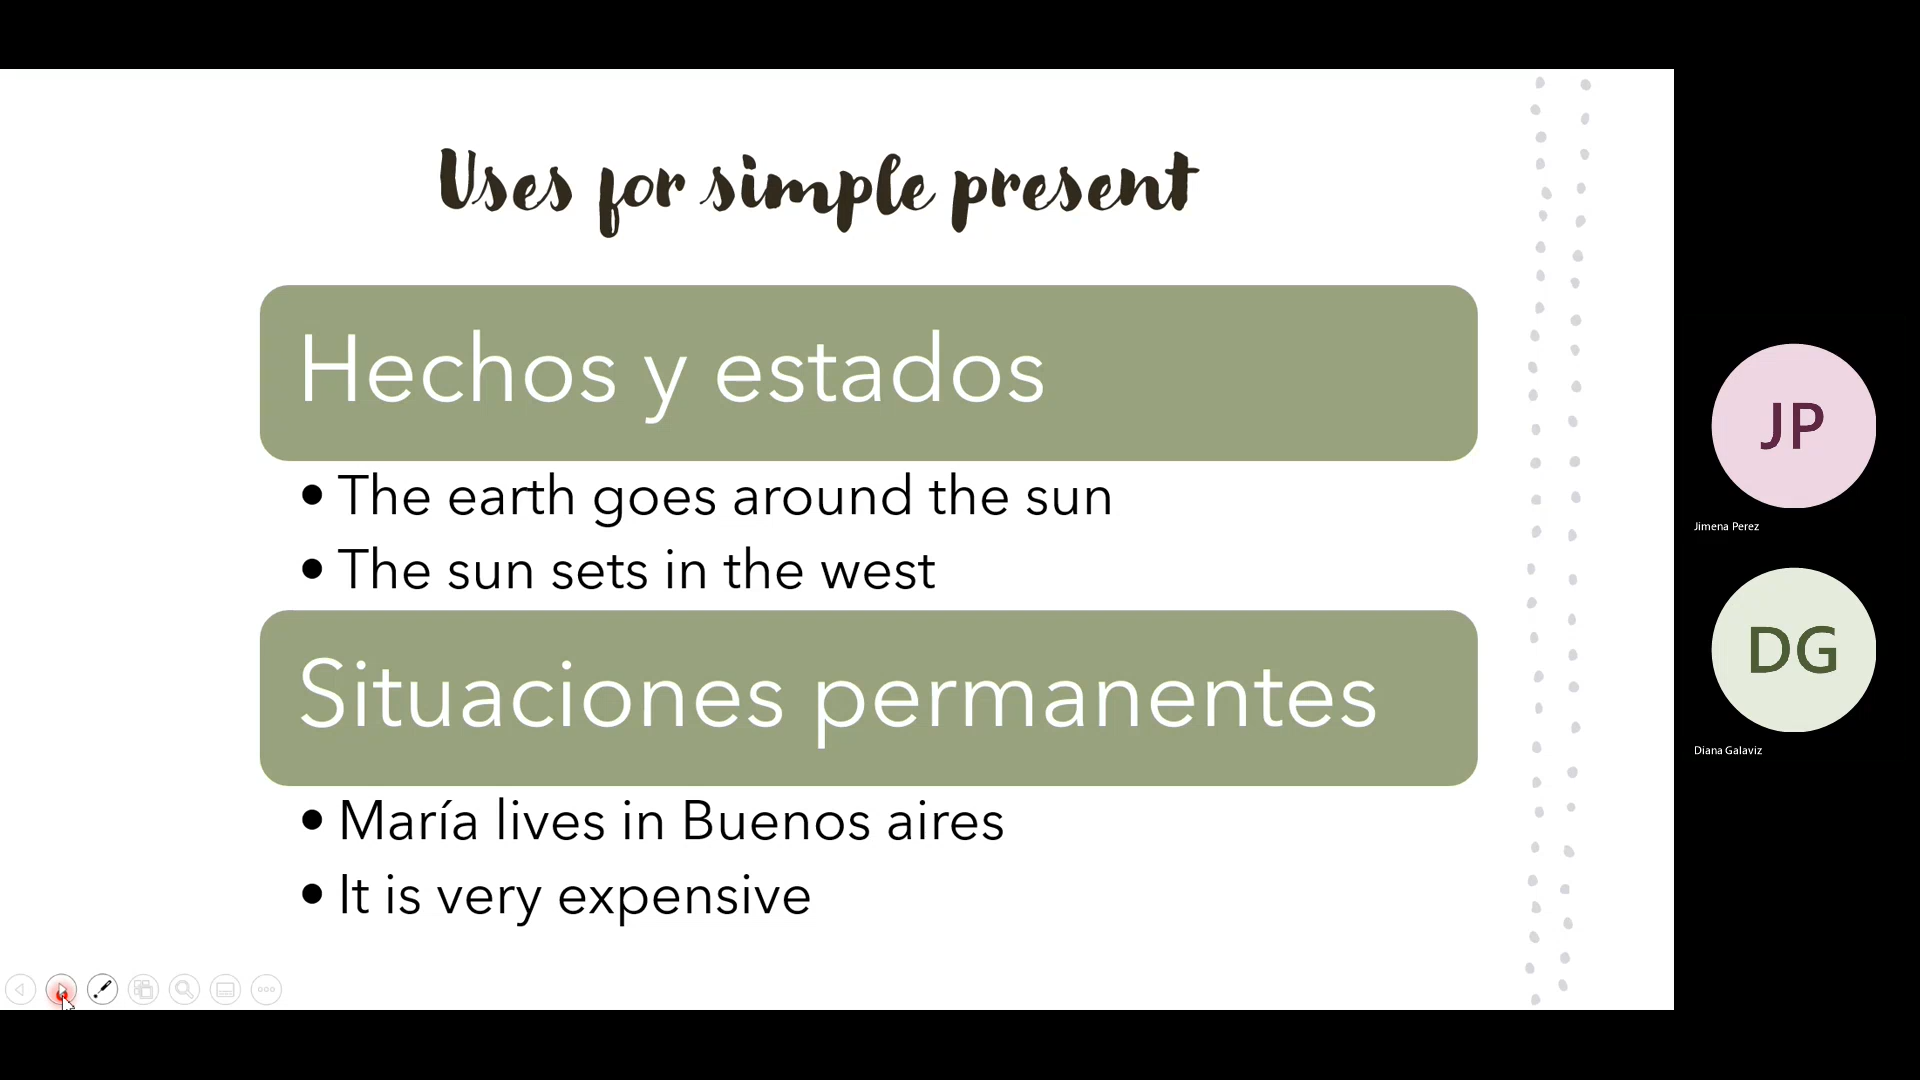 Uses for simple present
Hechos y estados
• The earth goes around the sun
• The sun sets in the west
Situaciones permanentes
• María lives in Buenos aires
• It is very expensive
JP
Jimena Perez
DG
Diana Galaviz